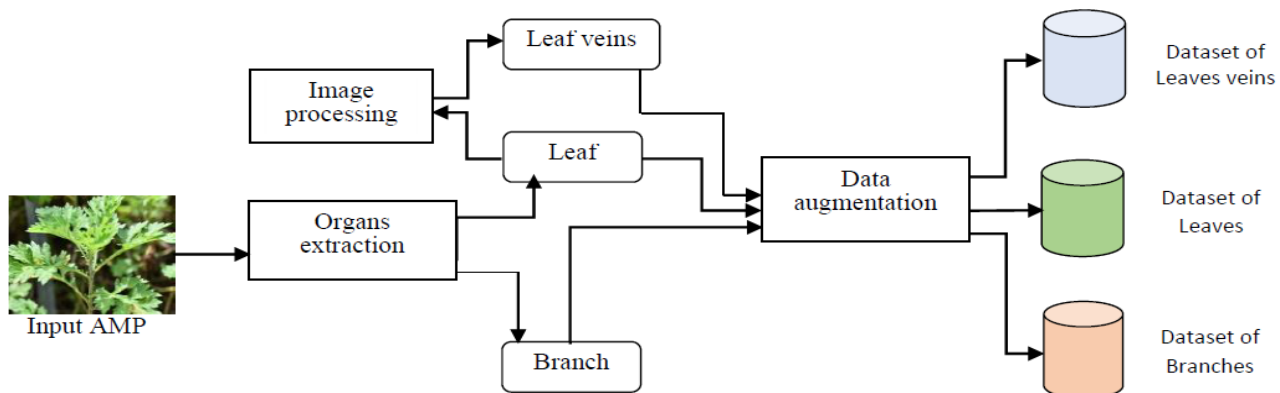 Leaf veins
Image
processing
Leaf
Organs
extraction
Input AMP
Branch
Data
augmentation
Dataset of
Leaves veins
Dataset of
Leaves
Dataset of
Branches